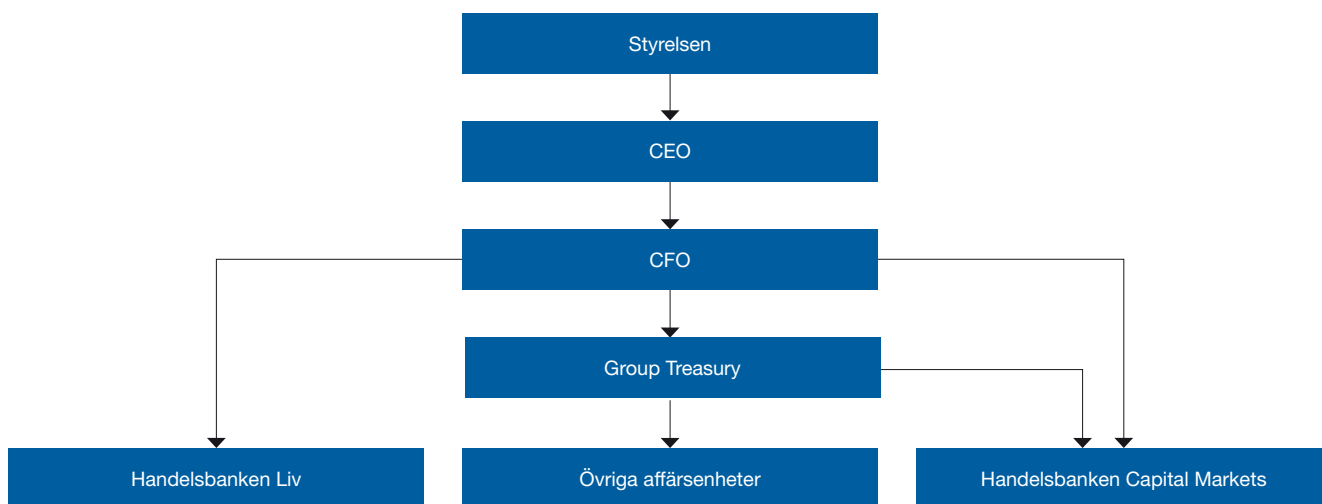 Styrelsen
CEO
CFO
Group Treasury
Handelsbanken Liv
Övriga affärsenheter
Handelsbanken Capital Markets